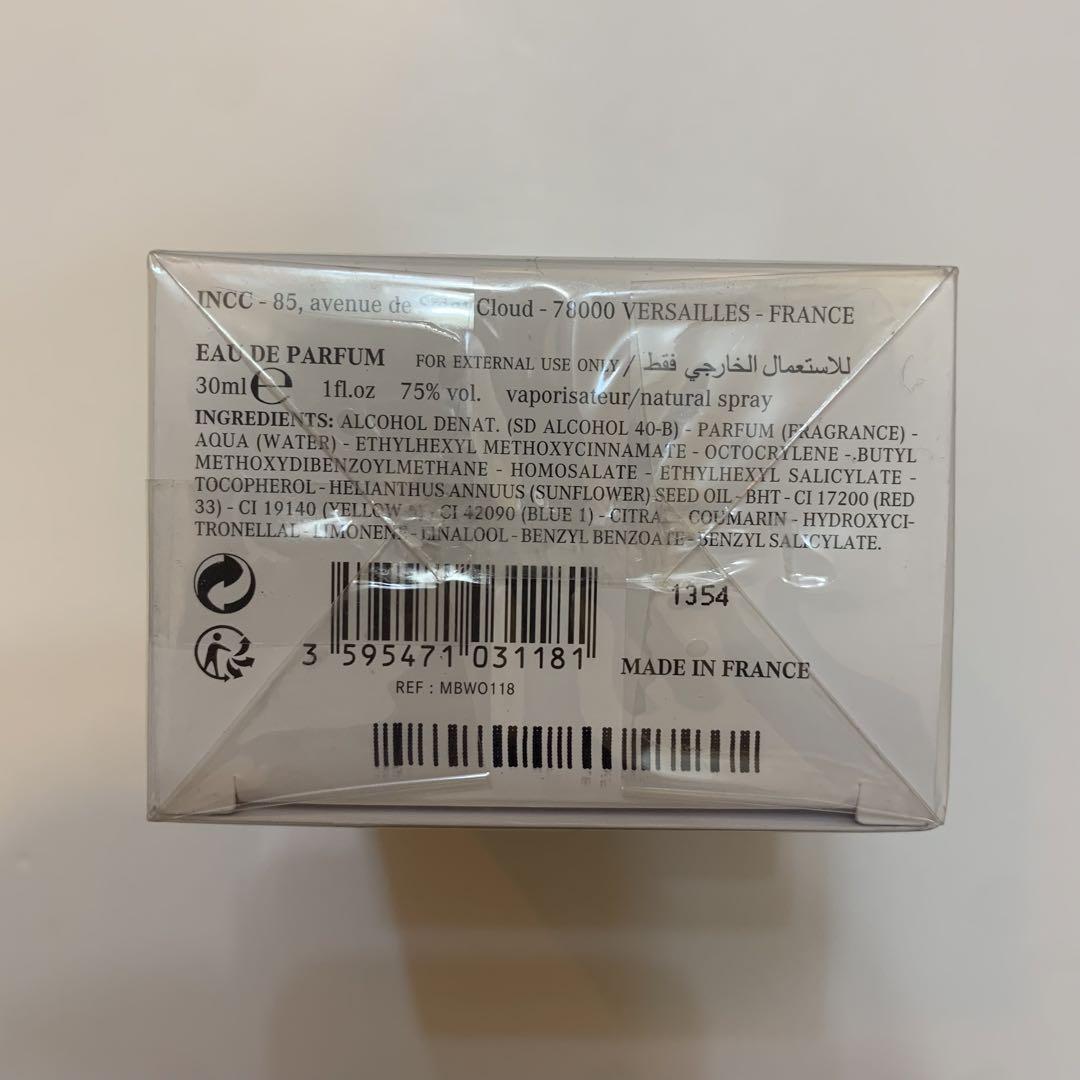 INCC - 85, avenue de Cloud - 78000 VERSAILLES - FRANCE
EAU DE PARFUM FOR EXTERNAL USE ONLY / للاستعمال الخارجي فقط
30ml e 1fl.oz 75% vol. vaporisateur/natural spray
INGREDIENTS: ALCOHOL DENAT. (SD ALCOHOL 40-B) - PARFUM (FRAGRANCE) -
AQUA (WATER) - ETHYLHEXYL METHOXYCINNAMATE - OCTOCRYLENE - BUTYL
METHOXYDIBENZOYLMETHANE - HOMOSALATE - ETHYLHEXYL SALICYLATE -
TOCOPHEROL - HELIANTHUS ANNUUS (SUNFLOWER) SEED OIL - BHT - CI 17200 (RED
33) - CI 19140 (YELLOW - CI 42090 (BLUE 1) - COUMARIN - HYDROXYCI-
TRONELLAL - LIMONENE - LINALOOL - BENZYL BENZOATE - BENZYL SALICYLATE.
1354
3 595471 031181
MADE IN FRANCE
REF : MBWO118